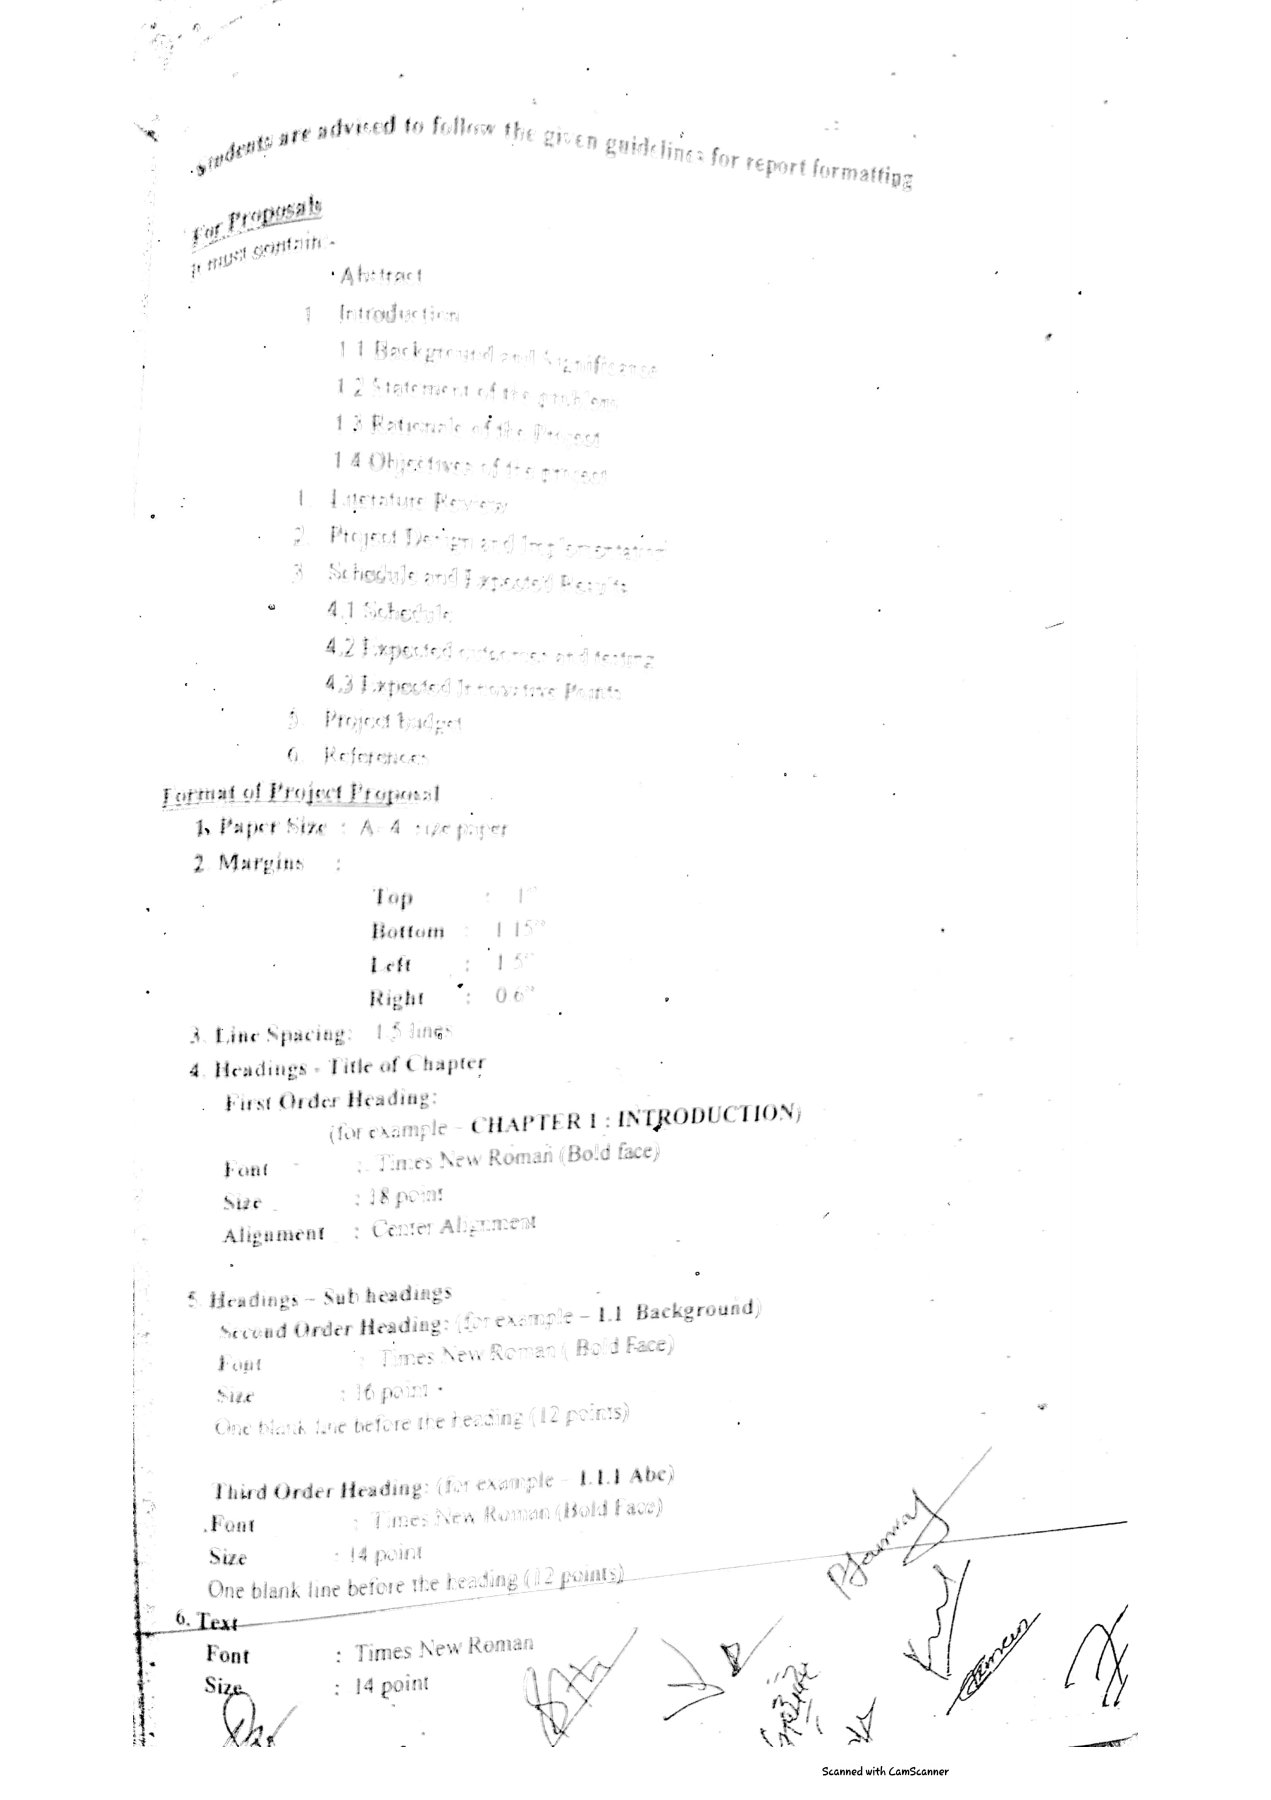 Students are advised to follow the given guidelines for report formatting
For Proposals
It must contain:-
Abstract
1 Introduction
1 1 Background and Significance
1 2 Statement of the problem
1 3 Rationale of the Project
1 4 Objectives of the project
1. Literature Review
2. Project Design and Implementation
3 Schedule and Expected Results
4.1 Schedule
4.2 Expected outcomes and testing
4.3 Expected Innovative Points
5. Project budget
6 References
Format of Project Proposal
1. Paper Size : A- 4 size paper
2 Margins :
Top : 1"
Bottom : 1 15"
Left : 1 5"
Right : 0 6"
3. Line Spacing: 1.5 lines
4. Headings - Title of Chapter
First Order Heading:
(for example – CHAPTER 1 : INTRODUCTION)
Font : Times New Roman (Bold face)
Size : 18 point
Alignment : Center Alignment
5. Headings – Sub headings
Second Order Heading: (for example – 1.1 Background)
Font : Times New Roman ( Bold Face)
Size : 16 point
One blank line before the heading (12 points)
Third Order Heading: (for example – 1.1.1 Abc)
Font : Times New Roman (Bold Face)
Size : 14 point
One blank line before the heading (12 points)
6. Text
Font : Times New Roman
Size : 14 point
Scanned with CamScanner